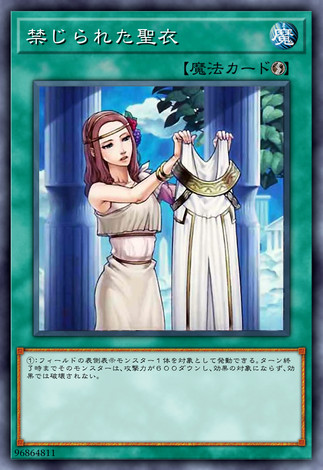 禁じられた聖衣
魔
【魔法カード】
①:フィールドの表側表示モンスター1体を対象として発動できる。ターン終
了時までそのモンスターは、攻撃力が600ダウンし、効果の対象にならず、効
果では破壊されない。
96864811